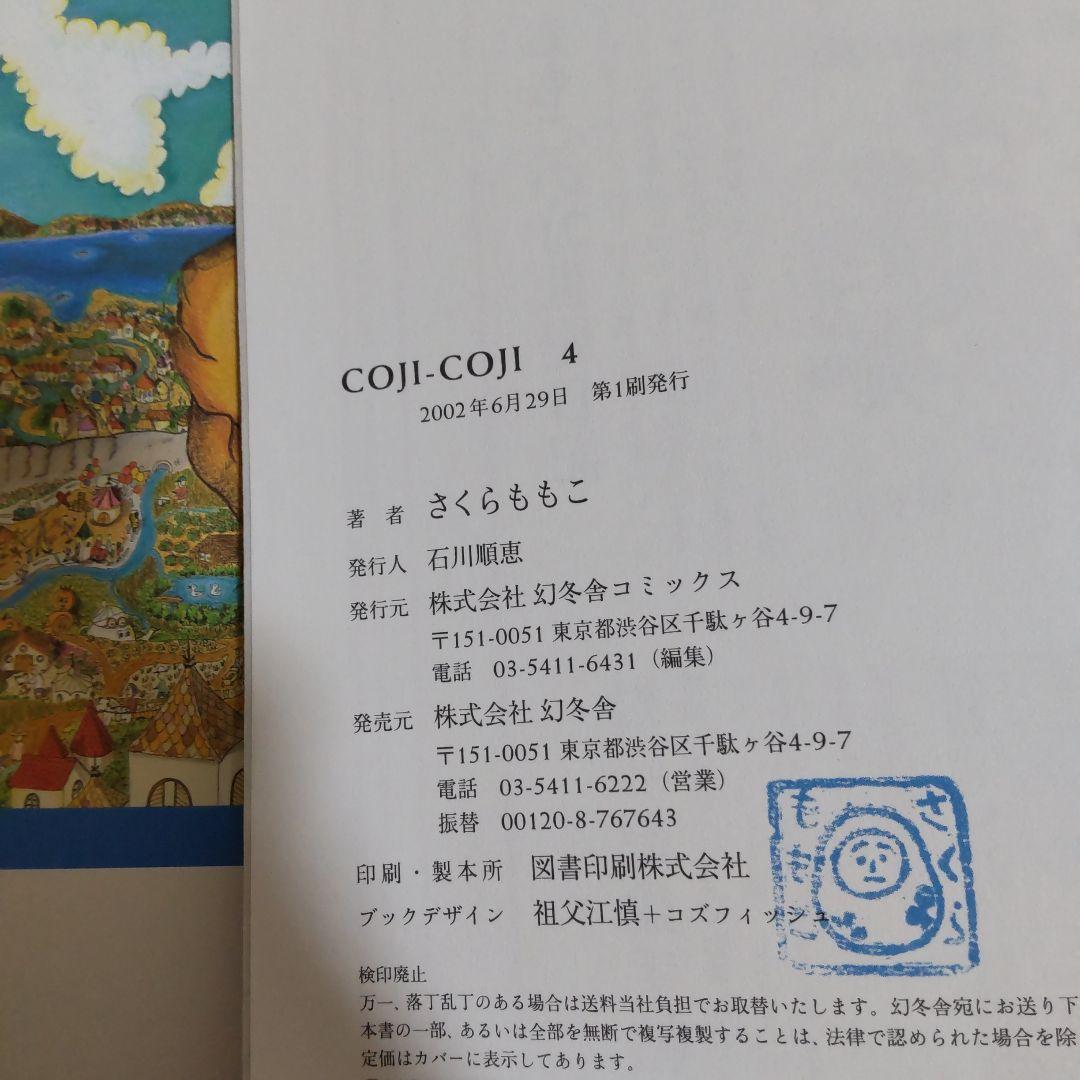 COJI-COJI 4
2002年6月29日 第1刷発行
著者 さくらももこ
発行人 石川順恵
発行元 株式会社 幻冬舎コミックス
〒151-0051 東京都渋谷区千駄ヶ谷4-9-7
電話 03-5411-6431（編集）
発売元 株式会社 幻冬舎
〒151-0051 東京都渋谷区千駄ヶ谷4-9-7
電話 03-5411-6222（営業）
振替 00120-8-767643
印刷・製本所 図書印刷株式会社
ブックデザイン 祖父江慎＋コズフィッシュ
さくら
ももこ
検印廃止
万一、落丁乱丁のある場合は送料当社負担でお取替いたします。幻冬舎宛にお送り下
本書の一部、あるいは全部を無断で複写複製することは、法律で認められた場合を除
定価はカバーに表示してあります。